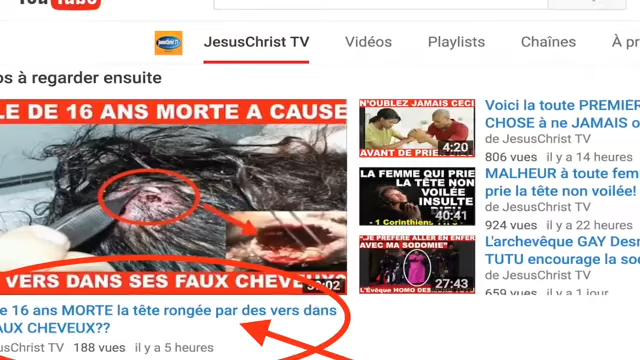 YouTube
JesusChrist TV
Vidéos
Playlists
Chaînes
À pr
os à regarder ensuite
LE DE 16 ANS MORTE A CAUSE
VERS DANS SES FAUX CHEVEUX?
e 16 ans MORTE la tête rongée par des vers dans
AUX CHEVEUX??
usChrist TV 188 vues il y a 5 heures
N'OUBLEZ JAMAIS CECI
AVANT DE PRIE
4:20
Voici la toute PREMIÈR
CHOSE à ne JAMAIS o
de JesusChrist TV
806 vues il y a 14 heures
LA FEMME QUI PRIE
LA TÊTE NON
VOILÉE
INSULTE
- 1 Corinthiens
40:41
MALHEUR à toute fem
prie la tête non voilée!
de JesusChrist TV
924 vues il y a 22 heures
"JE PRÉFÈRE ALLER EN ENFER
AVEC MA SODOMIE"
L'Évêque HOMO DES
27:43
L'archevêque GAY Desr
TUTU encourage la sod
de JesusChrist TV
659 vues il y a 1 jour